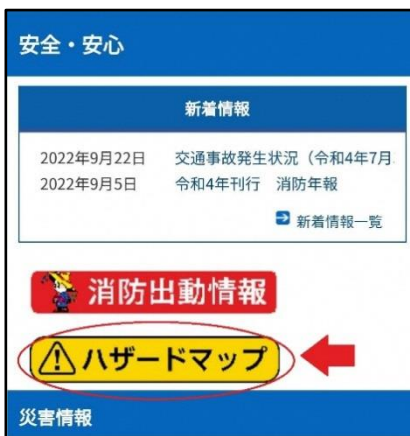 安全・安心
新着情報
2022年9月22日 交通事故発生状況（令和4年7月
2022年9月5日 令和4年刊行 消防年報
新着情報一覧
消防出動情報
ハザードマップ
災害情報